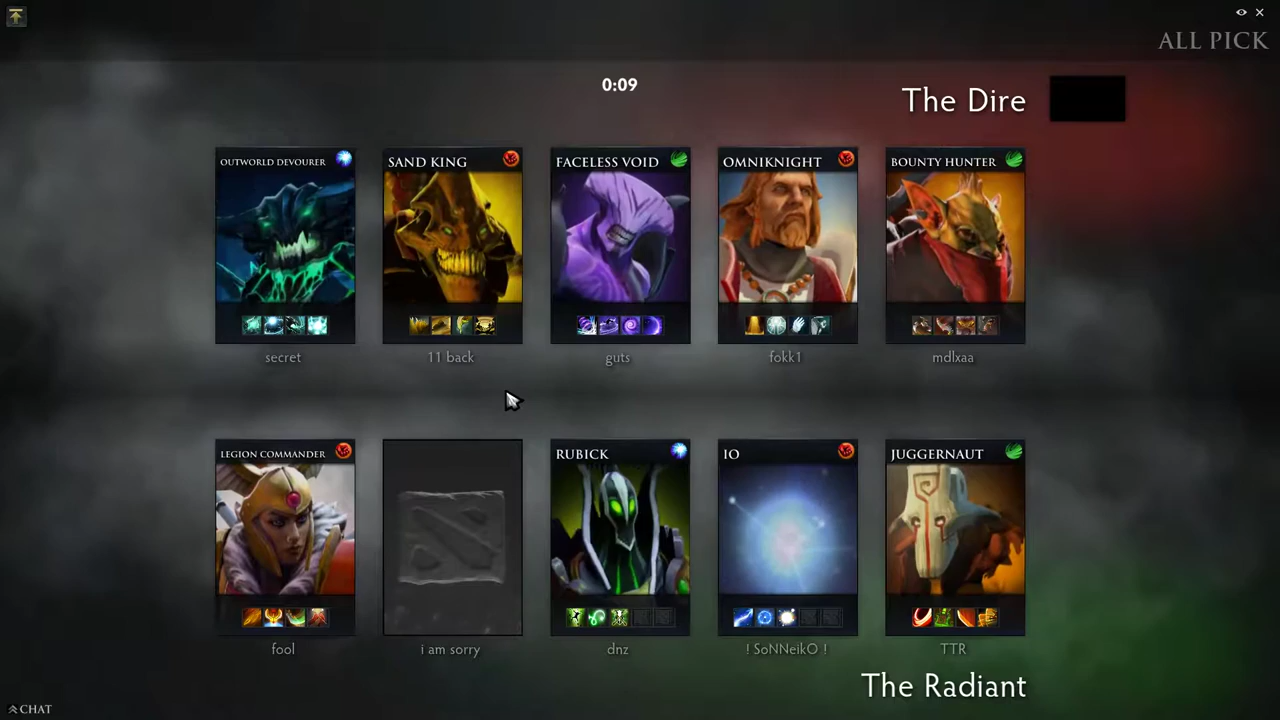 ALL PICK
0:09
The Dire
OUTWORLD DEVOURER
SAND KING
FACELESS VOID
OMNIKNIGHT
BOUNTY HUNTER
secret
11 back
guts
fokk1
mdlxaa
LEGION COMMANDER
RUBICK
IO
JUGGERNAUT
fool
i am sorry
dnz
! SoNNeikO !
TTR
The Radiant
CHAT